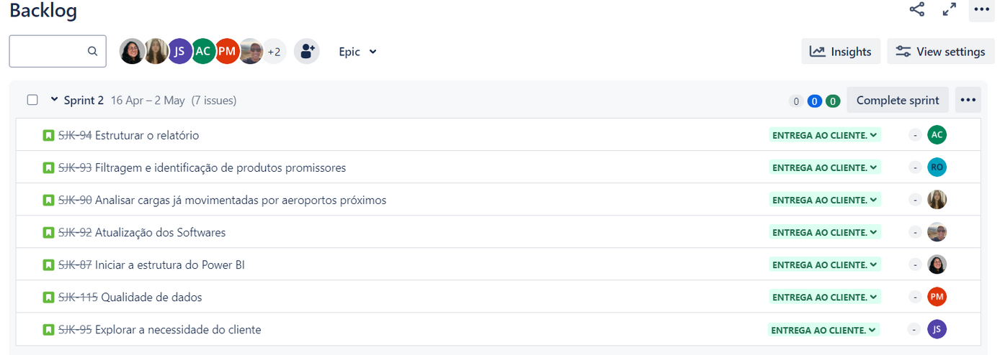 Backlog
JS AC PM +2 Epic Insights View settings
Sprint 2 16 Apr – 2 May (7 issues) 0 0 0 Complete sprint
SJK-94 Estruturar o relatório ENTREGA AO CLIENTE. - AC
SJK-93 Filtragem e identificação de produtos promissores ENTREGA AO CLIENTE. - RO
SJK-90 Analisar cargas já movimentadas por aeroportos próximos ENTREGA AO CLIENTE. -
SJK-92 Atualização dos Softwares ENTREGA AO CLIENTE. -
SJK-87 Iniciar a estrutura do Power BI ENTREGA AO CLIENTE. -
SJK-115 Qualidade de dados ENTREGA AO CLIENTE. - PM
SJK-95 Explorar a necessidade do cliente ENTREGA AO CLIENTE. - JS